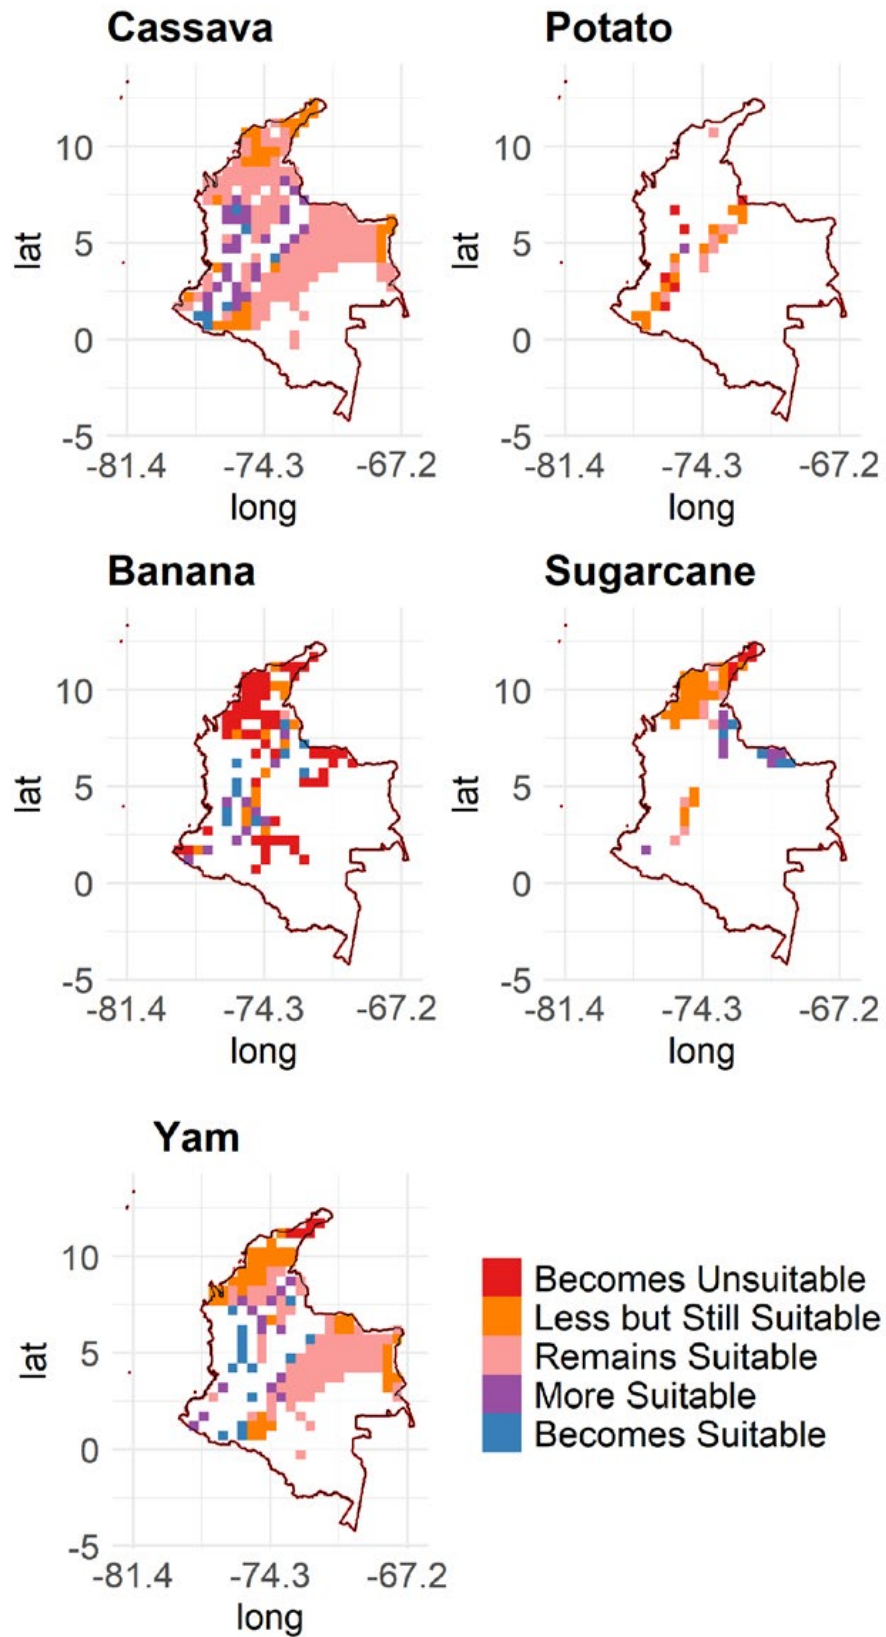 Cassava
Potato
10
5
0
-5
lat
-81.4 -74.3 -67.2
long
10
5
0
-5
lat
-81.4 -74.3 -67.2
long
Banana
Sugarcane
10
5
0
-5
lat
-81.4 -74.3 -67.2
long
10
5
0
-5
lat
-81.4 -74.3 -67.2
long
Yam
10
5
0
-5
lat
-81.4 -74.3 -67.2
long
Becomes Unsuitable
Less but Still Suitable
Remains Suitable
More Suitable
Becomes Suitable